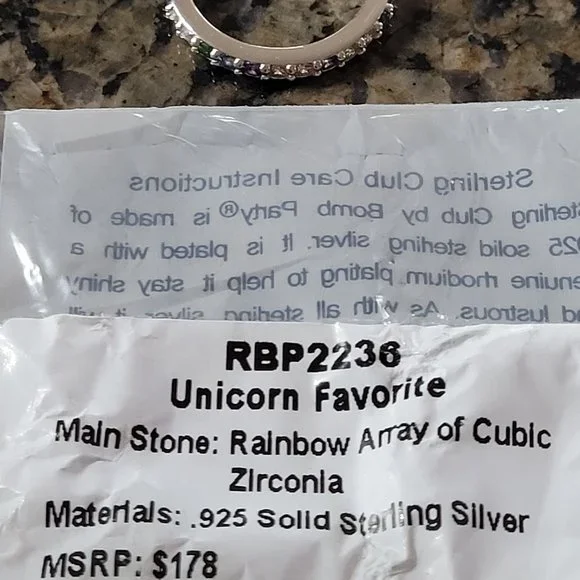 Sterling Club Care Instructions
Sterling Club by Bomb Party® is made of
.925 solid sterling silver. It is plated with a
genuine rhodium plating to help it stay shiny
and lustrous. As with all sterling silver, it will
RBP2236
Unicorn Favorite
Main Stone: Rainbow Array of Cubic
Zirconia
Materials: .925 Solid Sterling Silver
MSRP: $178